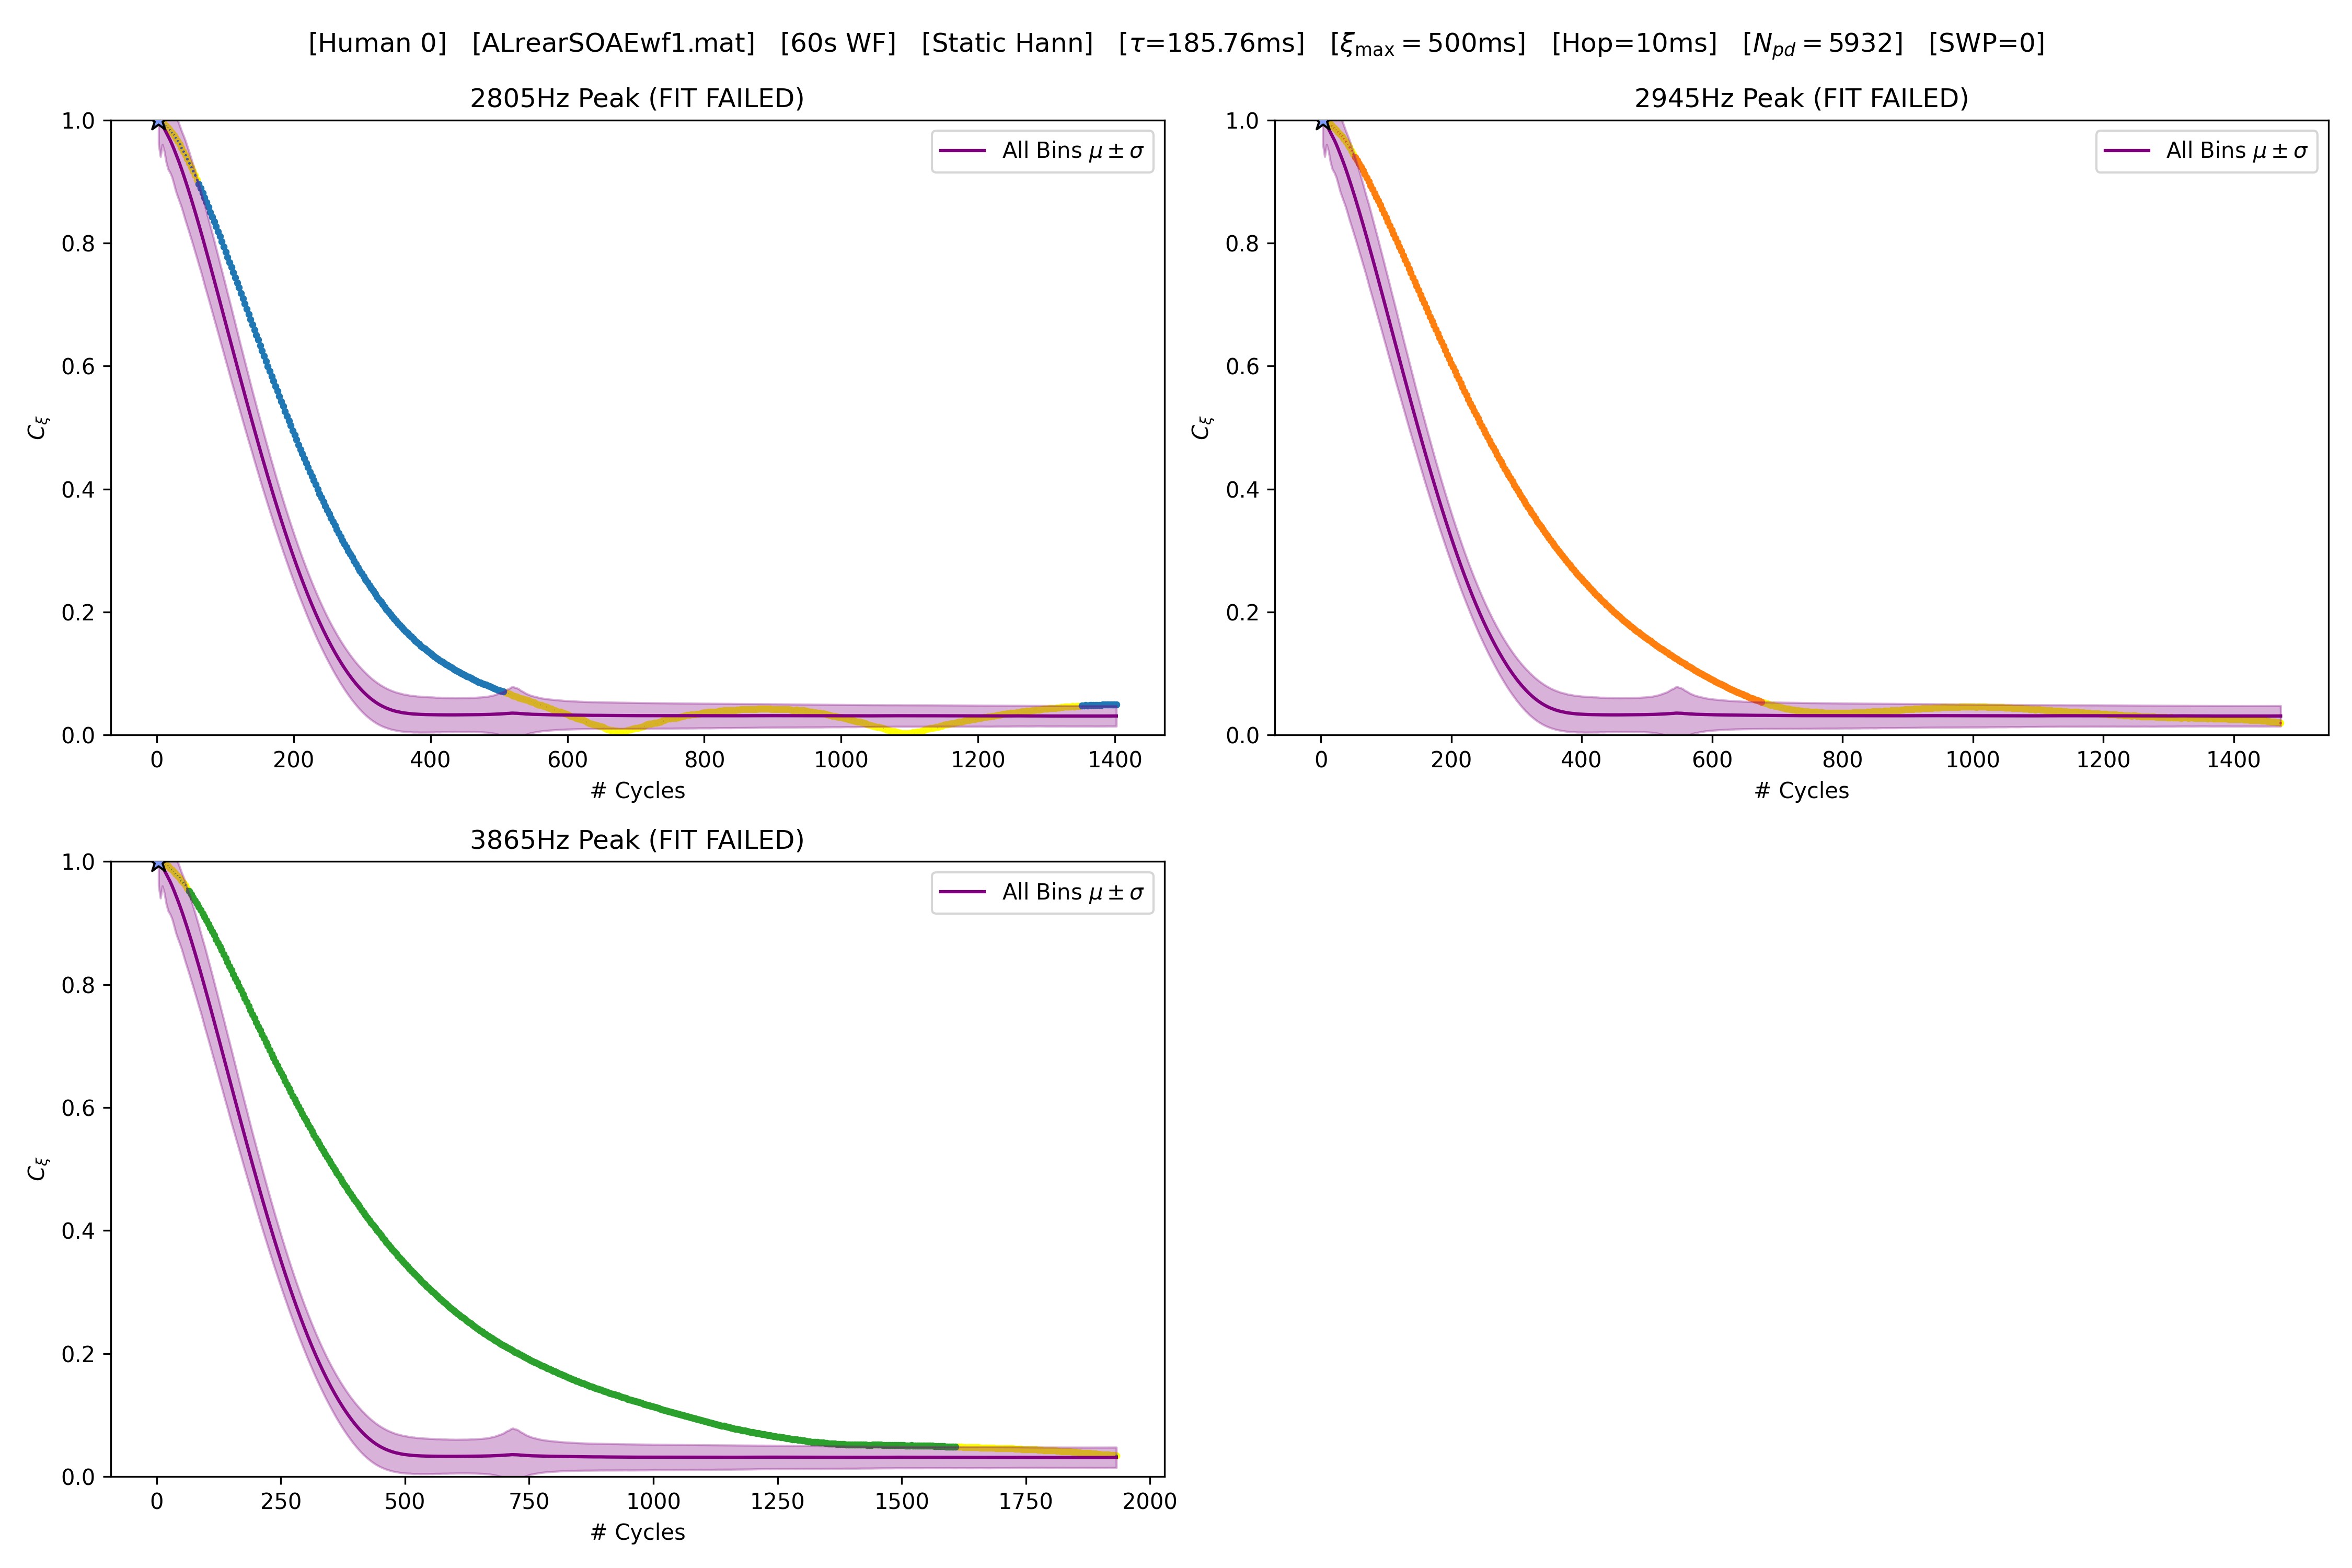 [Human 0] [ALrearSOAEwf1.mat] [60s WF] [Static Hann] [τ=185.76ms] [ξmax = 500ms] [Hop=10ms] [Npd = 5932] [SWP=0]
2805Hz Peak (FIT FAILED)
1.0
0.8
0.6
0.4
0.2
0.0
Cξ
All Bins μ ± σ
0 200 400 600 800 1000 1200 1400
# Cycles
2945Hz Peak (FIT FAILED)
1.0
0.8
0.6
0.4
0.2
0.0
Cξ
All Bins μ ± σ
0 200 400 600 800 1000 1200 1400
# Cycles
3865Hz Peak (FIT FAILED)
1.0
0.8
0.6
0.4
0.2
0.0
Cξ
All Bins μ ± σ
0 250 500 750 1000 1250 1500 1750 2000
# Cycles